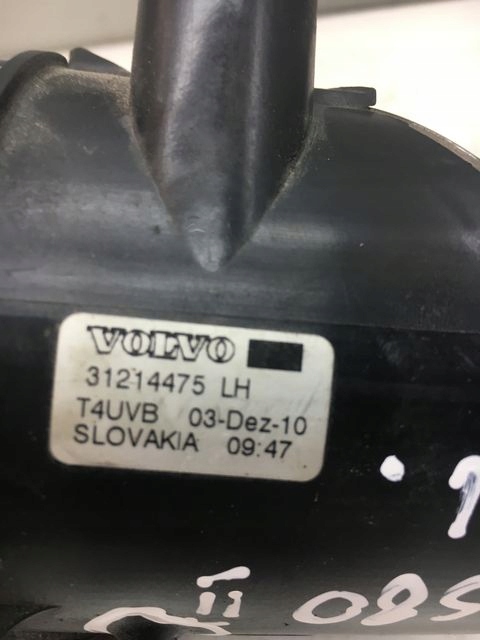 VOLVO
31214475 LH
T4UVB 03-Dez-10
SLOVAKIA 09:47